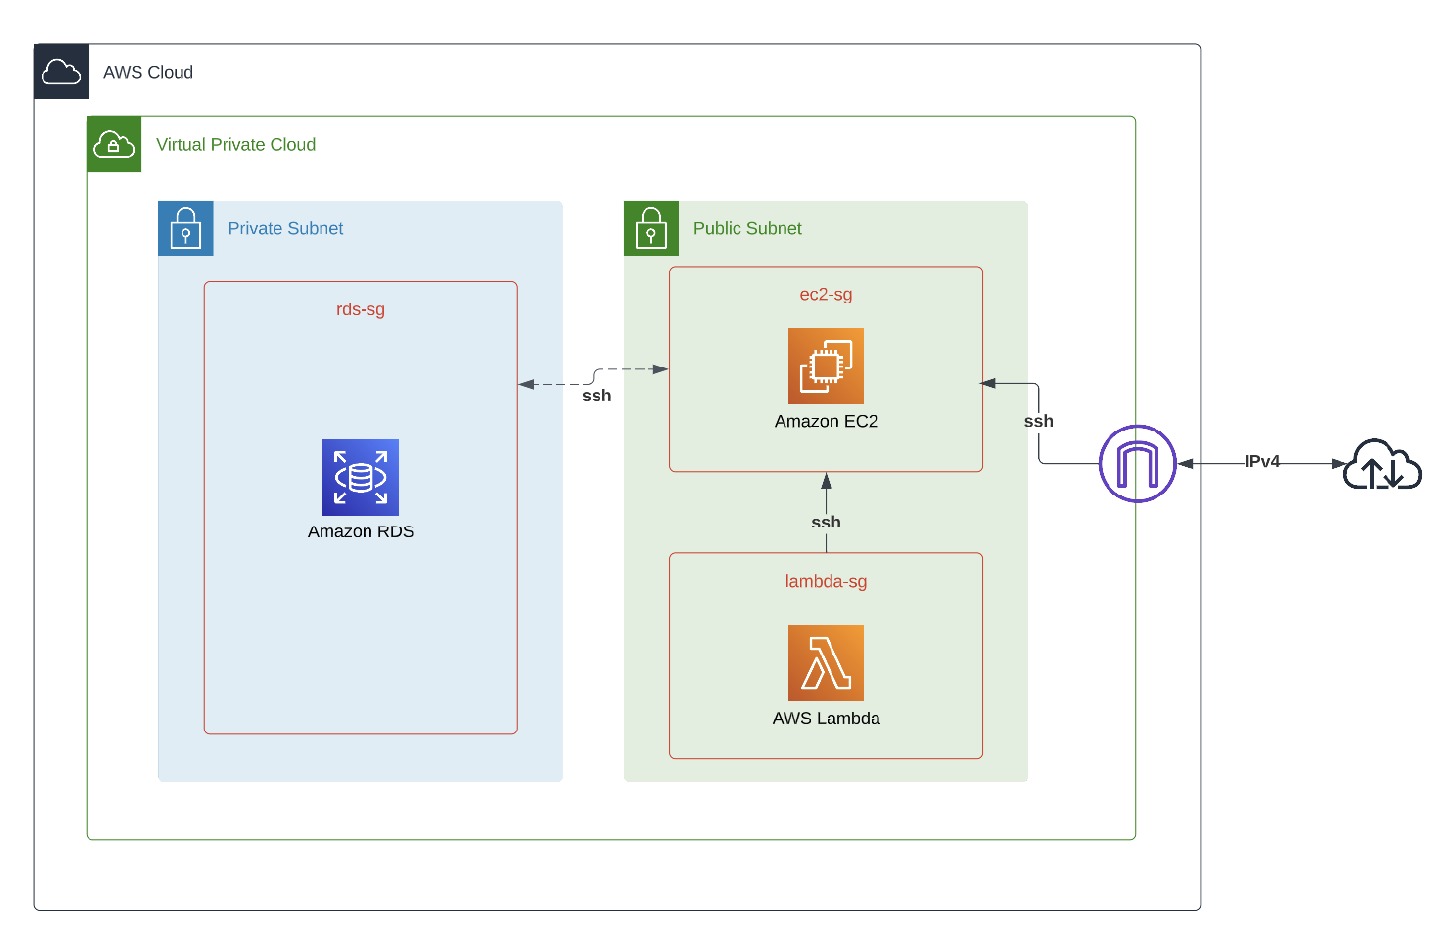 AWS Cloud
Virtual Private Cloud
Private Subnet
Public Subnet
rds-sg
ec2-sg
Amazon EC2
ssh
ssh
IPv4
Amazon RDS
ssh
lambda-sg
AWS Lambda